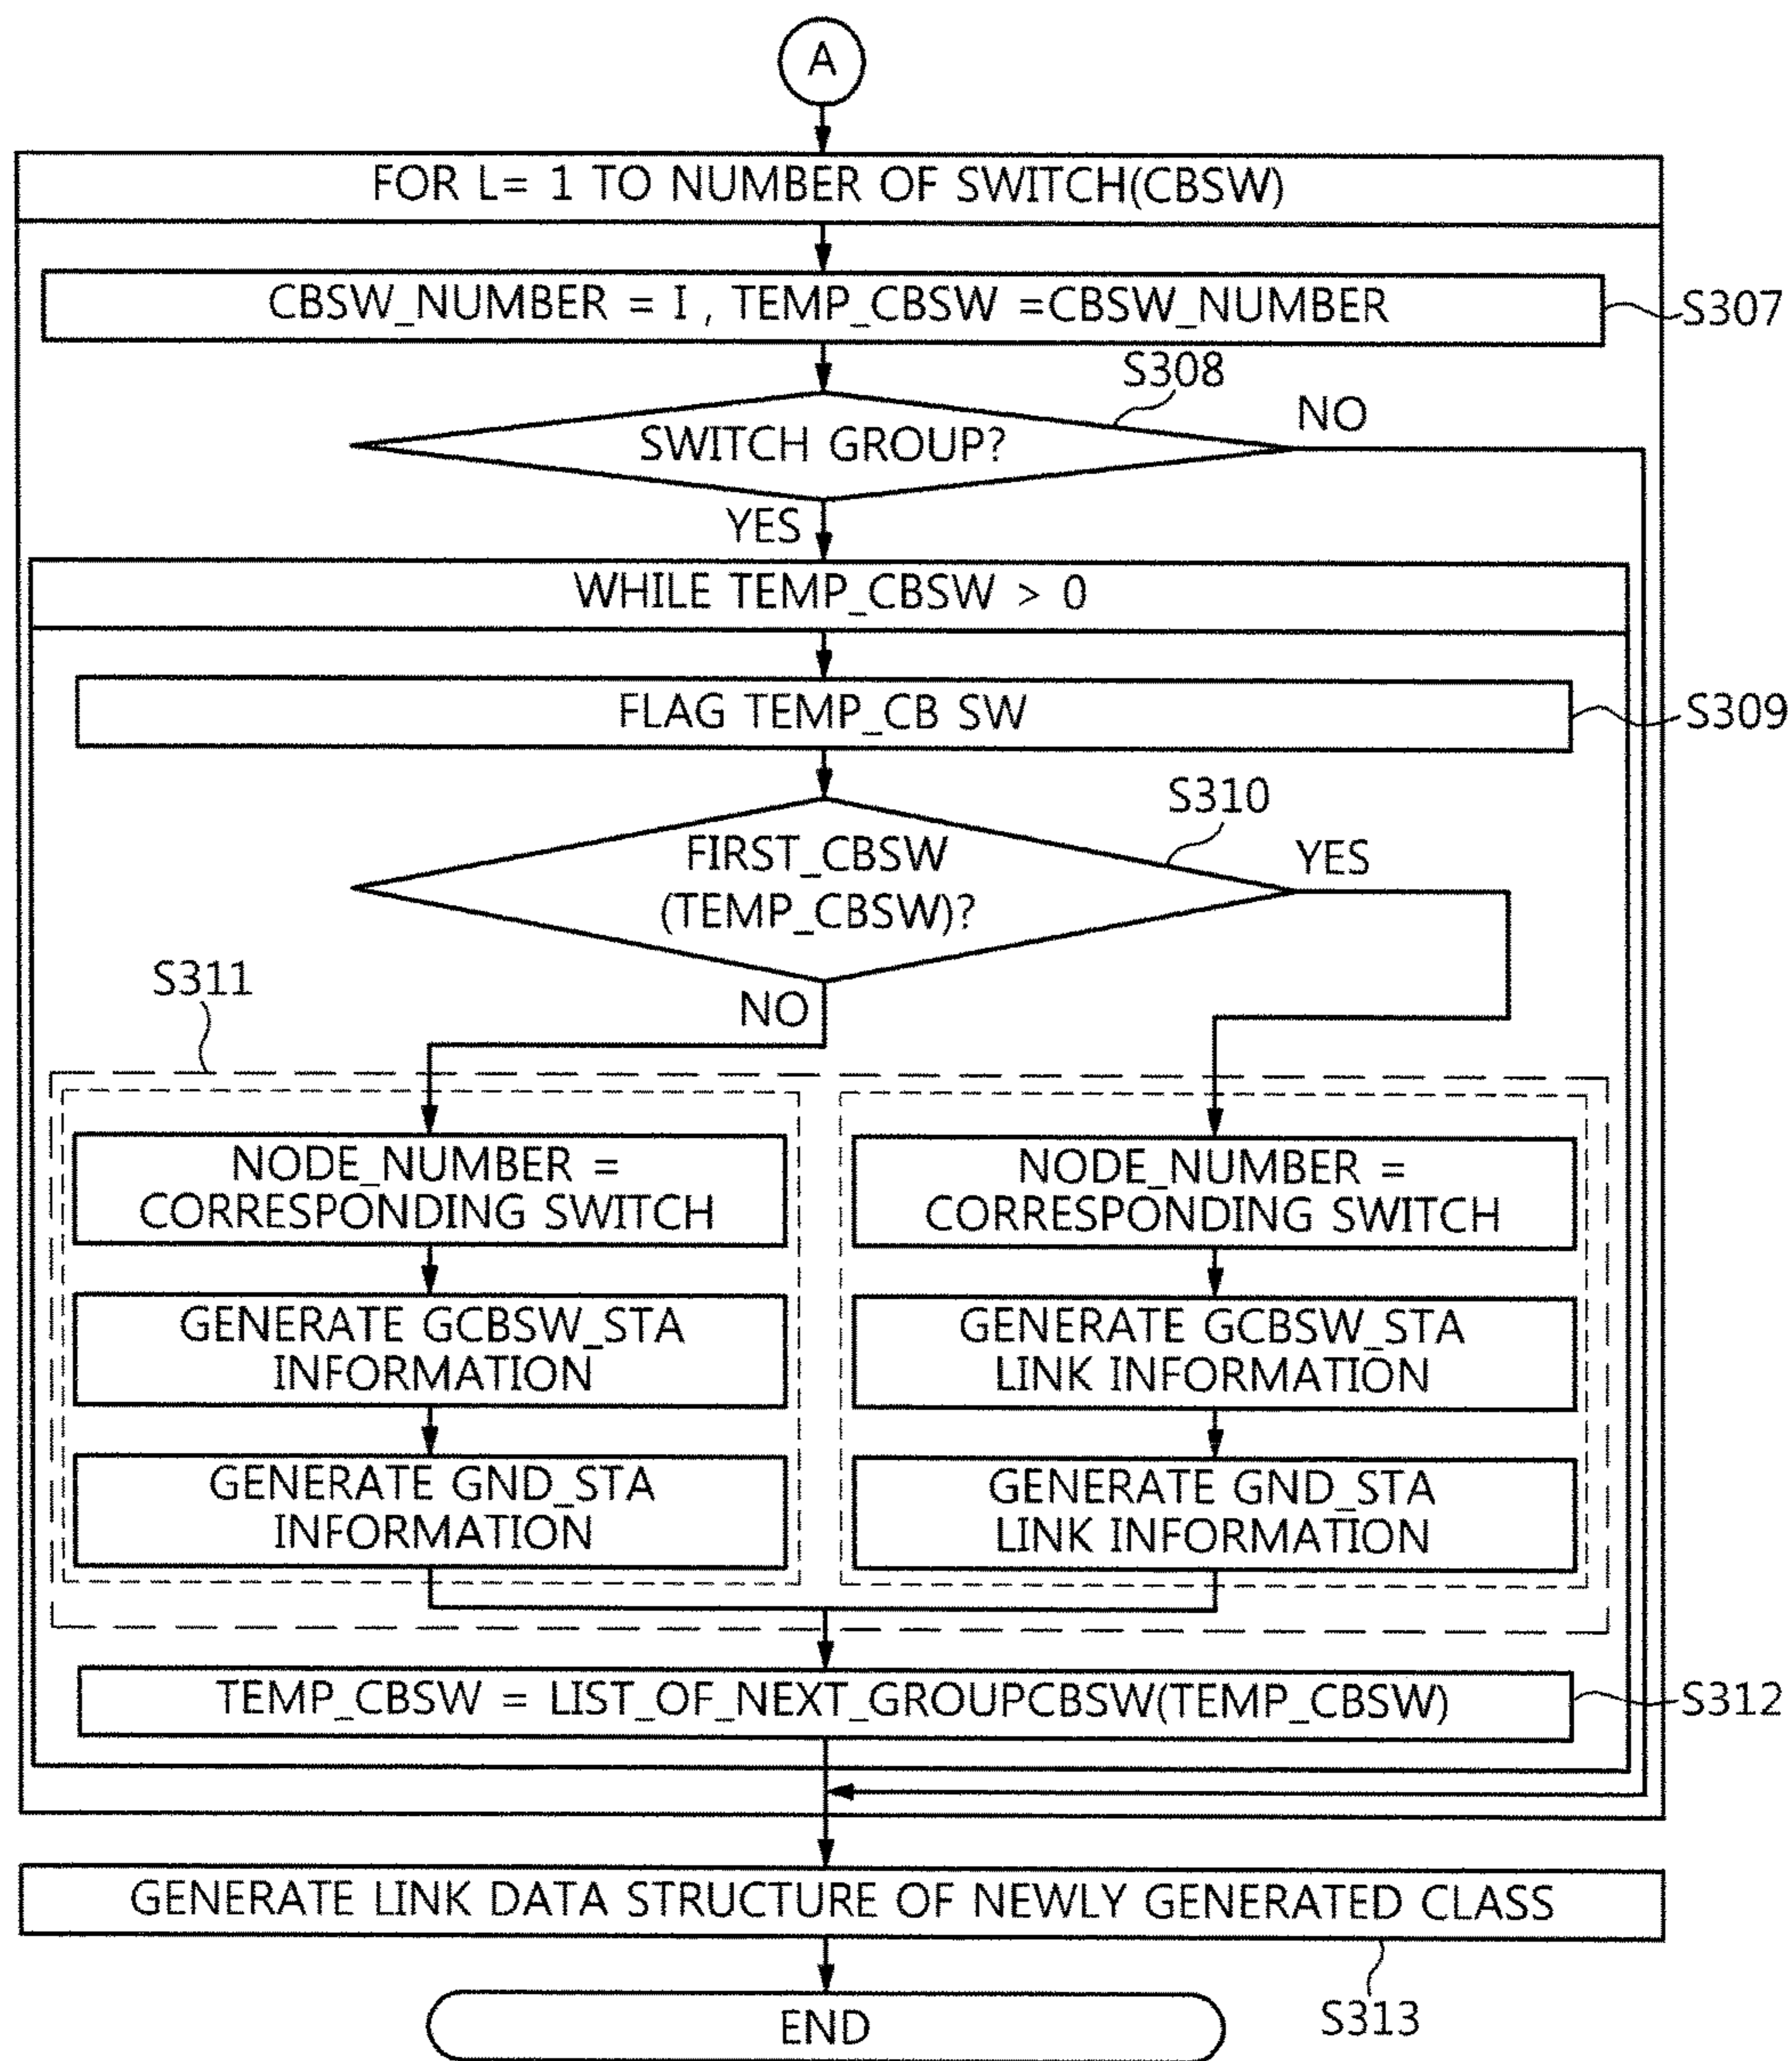 A
FOR L= 1 TO NUMBER OF SWITCH(CBSW)
CBSW_NUMBER = I , TEMP_CBSW =CBSW_NUMBER
S307
S308
SWITCH GROUP?
NO
YES
WHILE TEMP_CBSW > 0
FLAG TEMP_CB SW
S309
S310
FIRST_CBSW
(TEMP_CBSW)?
YES
S311
NO
NODE_NUMBER =
CORRESPONDING SWITCH
NODE_NUMBER =
CORRESPONDING SWITCH
GENERATE GCBSW_STA
INFORMATION
GENERATE GCBSW_STA
LINK INFORMATION
GENERATE GND_STA
INFORMATION
GENERATE GND_STA
LINK INFORMATION
TEMP_CBSW = LIST_OF_NEXT_GROUPCBSW(TEMP_CBSW)
S312
GENERATE LINK DATA STRUCTURE OF NEWLY GENERATED CLASS
S313
END